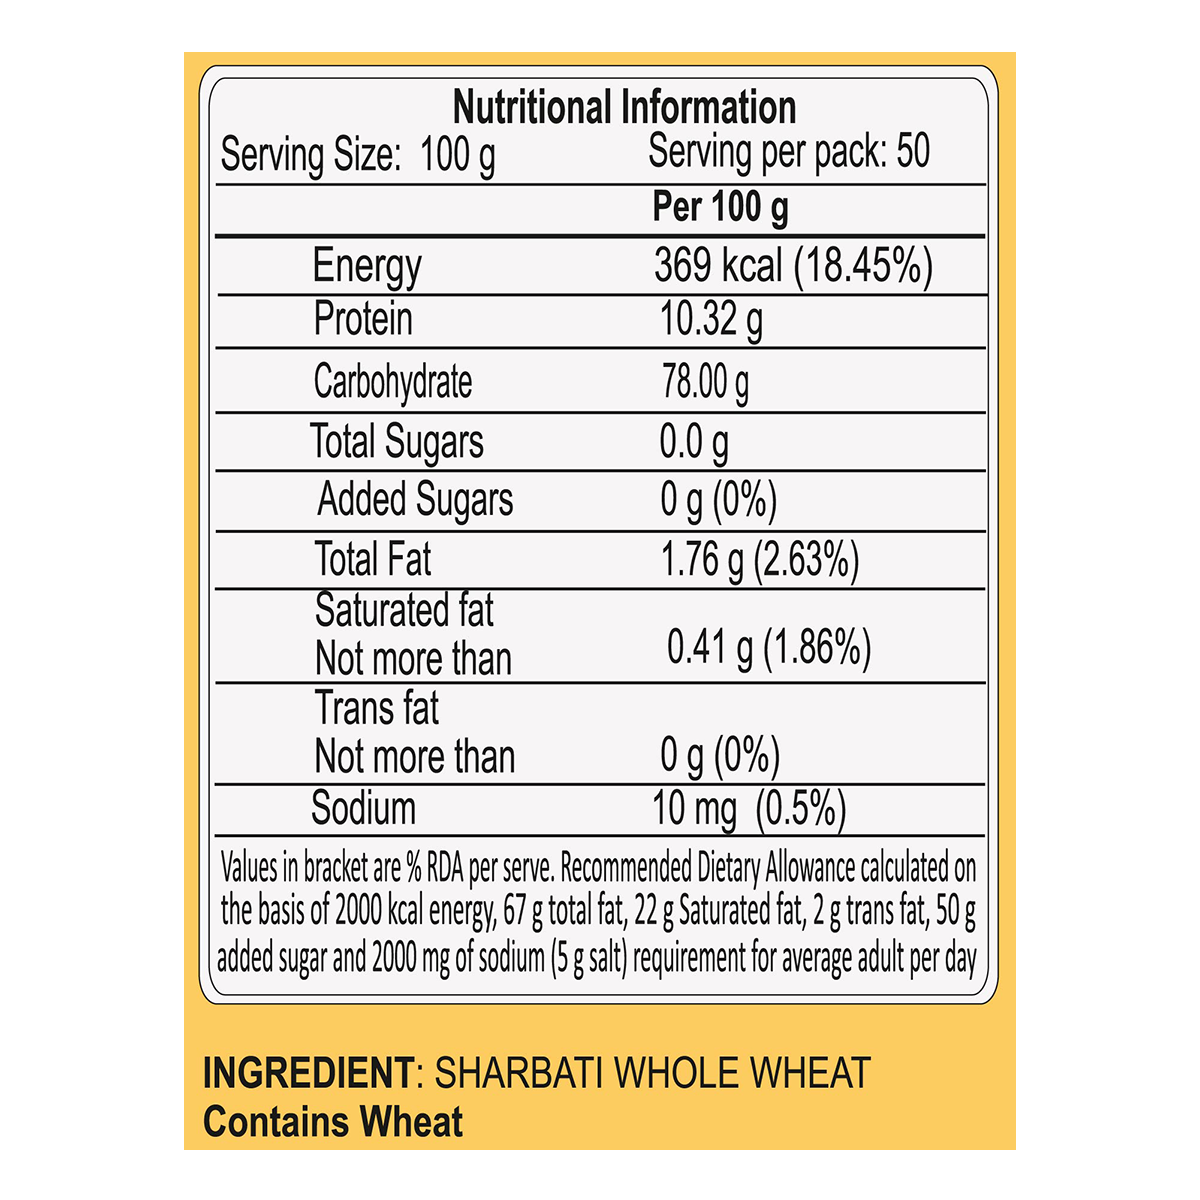 Nutritional Information
Serving Size: 100 g Serving per pack: 50
Per 100 g
Energy 369 kcal (18.45%)
Protein 10.32 g
Carbohydrate 78.00 g
Total Sugars 0.0 g
Added Sugars 0 g (0%)
Total Fat 1.76 g (2.63%)
Saturated fat
Not more than 0.41 g (1.86%)
Trans fat
Not more than 0 g (0%)
Sodium 10 mg (0.5%)
Values in bracket are % RDA per serve. Recommended Dietary Allowance calculated on
the basis of 2000 kcal energy, 67 g total fat, 22 g Saturated fat, 2 g trans fat, 50 g
added sugar and 2000 mg of sodium (5 g salt) requirement for average adult per day
INGREDIENT: SHARBATI WHOLE WHEAT
Contains Wheat